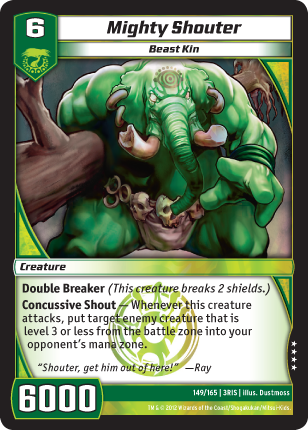 6
Mighty Shouter
Beast Kin
Creature
Double Breaker (This creature breaks 2 shields.)
Concussive Shout — Whenever this creature
attacks, put target enemy creature that is
level 3 or less from the battle zone into your
opponent's mana zone.
"Shouter, get him out of here!" —Ray
6000
149/165 | 3RIS | illus. Dustmoss
TM & © 2012 Wizards of the Coast/Shogakukan/Mitsui-Kids.